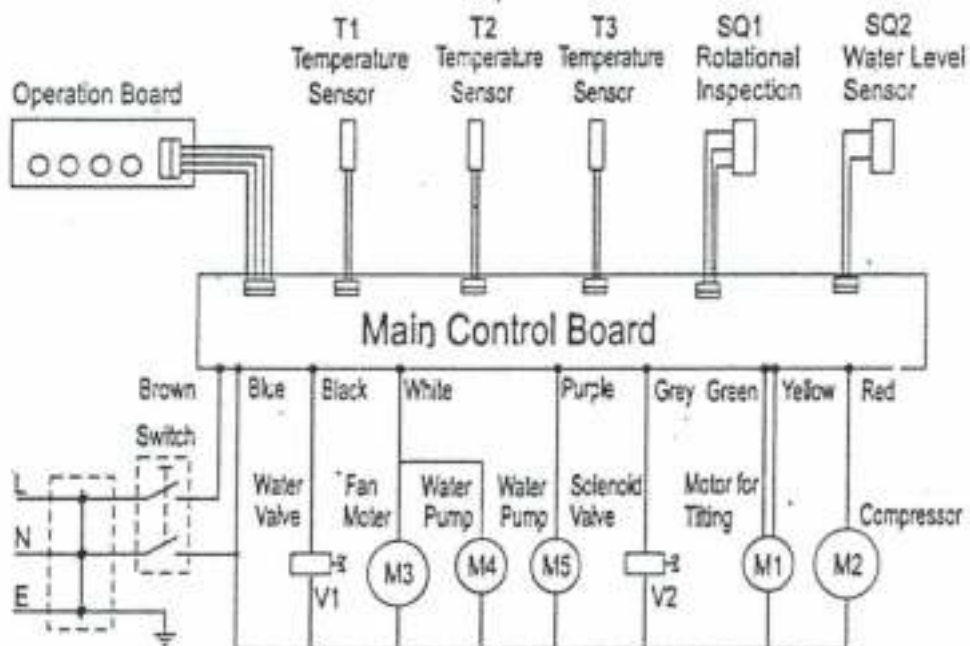 T1
Temperature
Sensor
T2
Temperature
Sensor
T3
Temperature
Sensor
SQ1
Rotational
Inspection
SQ2
Water Level
Sensor
Operation Board
Main Control Board
Brown
Blue
Black
White
Purple
Grey
Green
Yellow
Red
Switch
L
N
E
Water
Valve
V1
Fan
Moter
M3
Water
Pump
M4
Water
Pump
M5
Solenoid
Valve
V2
Motor for
Titting
M1
Compressor
M2